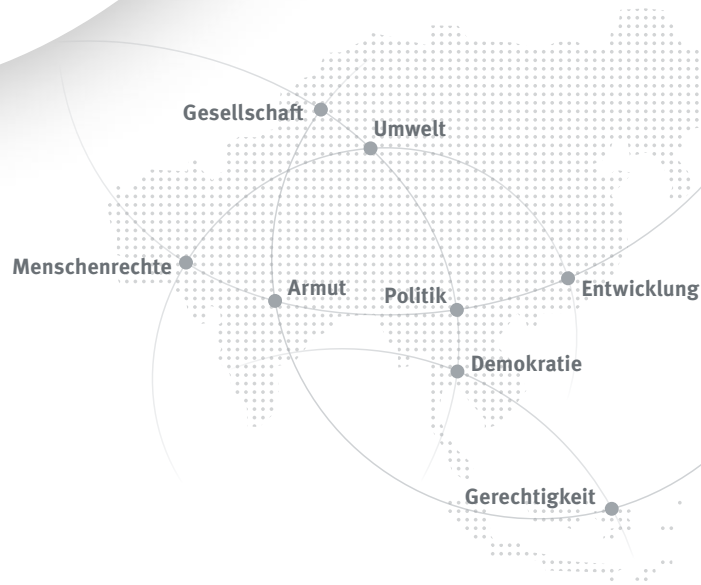 Gesellschaft
Umwelt
Menschenrechte
Armut
Politik
Entwicklung
Demokratie
Gerechtigkeit